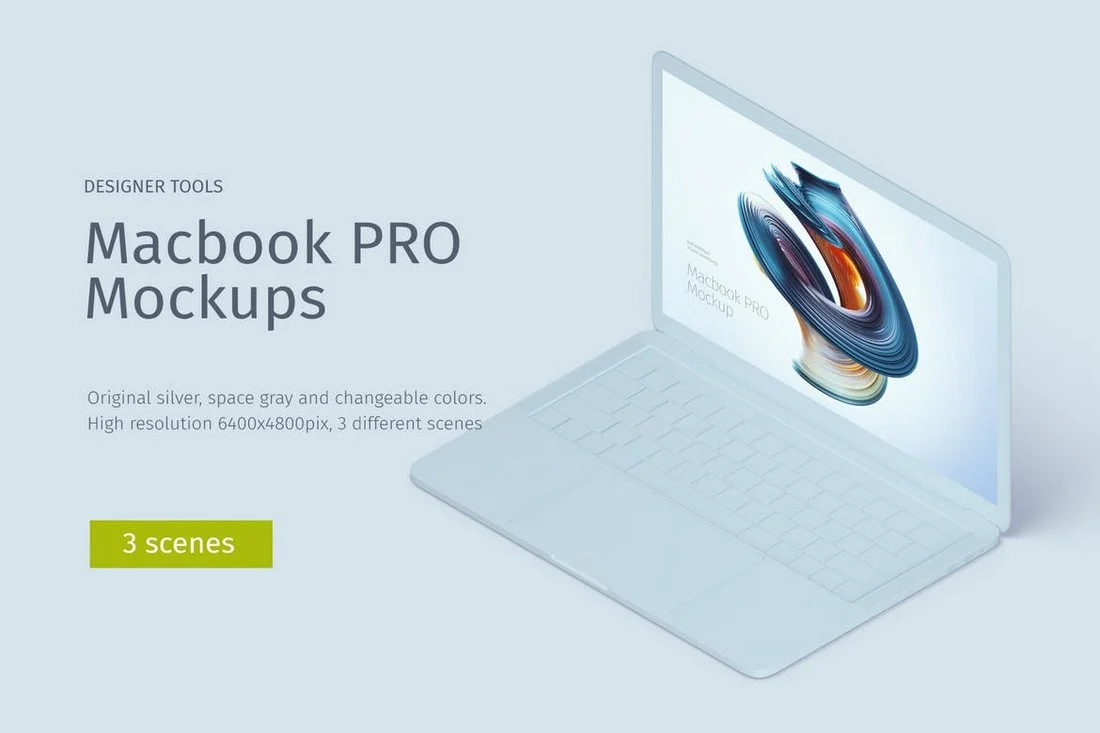 DESIGNER TOOLS
Macbook PRO
Mockups
Original silver, space gray and changeable colors.
High resolution 6400x4800pix, 3 different scenes
3 scenes
Macbook PRO
Mockup